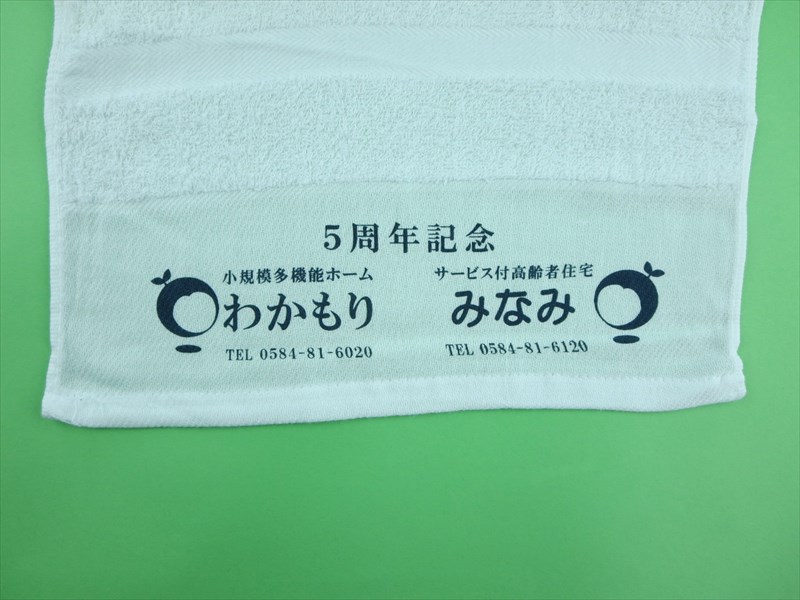 5周年記念
小規模多機能ホーム
わかもり
TEL 0584-81-6020
サービス付高齢者住宅
みなみ
TEL 0584-81-6120